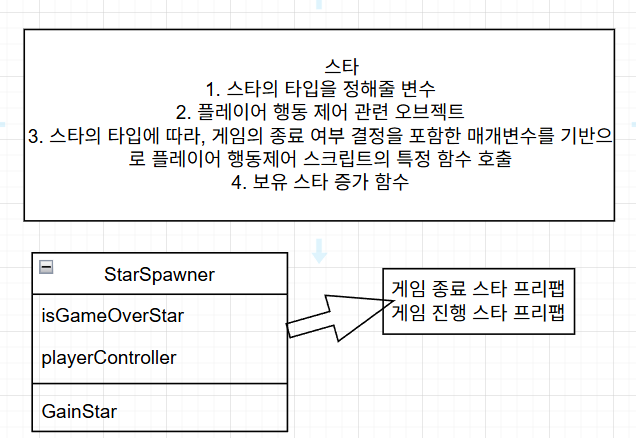 스타
1. 스타의 타입을 정해줄 변수
2. 플레이어 행동 제어 관련 오브젝트
3. 스타의 타입에 따라, 게임의 종료 여부 결정을 포함한 매개변수를 기반으
로 플레이어 행동제어 스크립트의 특정 함수 호출
4. 보유 스타 증가 함수
StarSpawner
isGameOverStar
playerController
GainStar
게임 종료 스타 프리팹
게임 진행 스타 프리팹